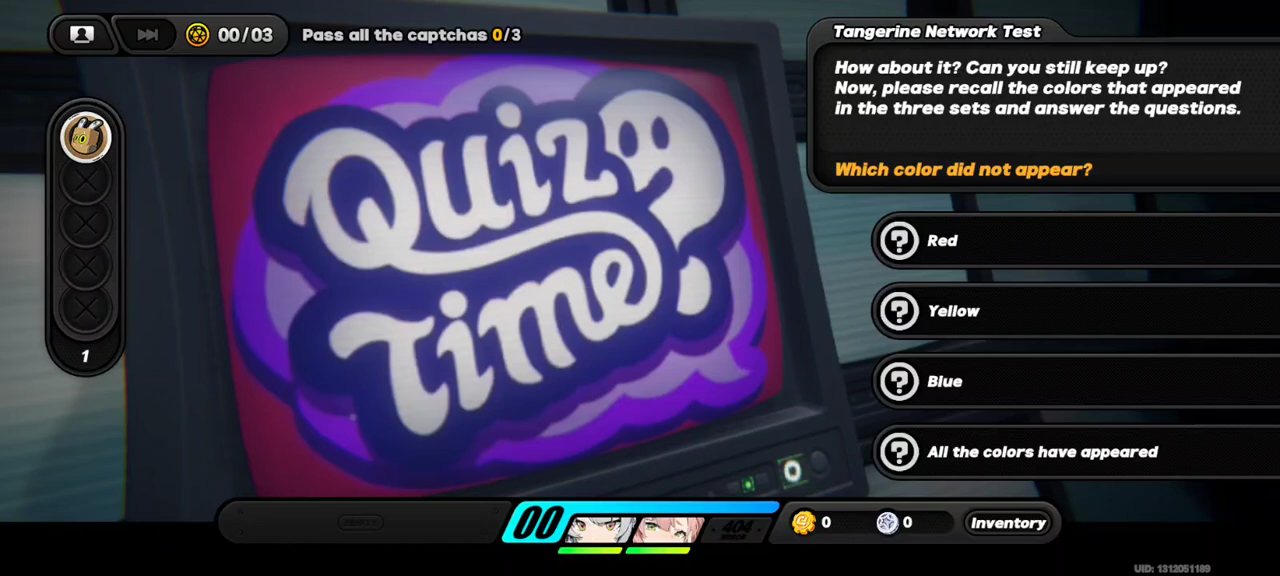 00/03
Pass all the captchas 0/3
Tangerine Network Test
How about it? Can you still keep up?
Now, please recall the colors that appeared
in the three sets and answer the questions.
Which color did not appear?
Quiz
Time!
Red
Yellow
Blue
All the colors have appeared
1
00
404
0
0
Inventory
UID: 1312051189